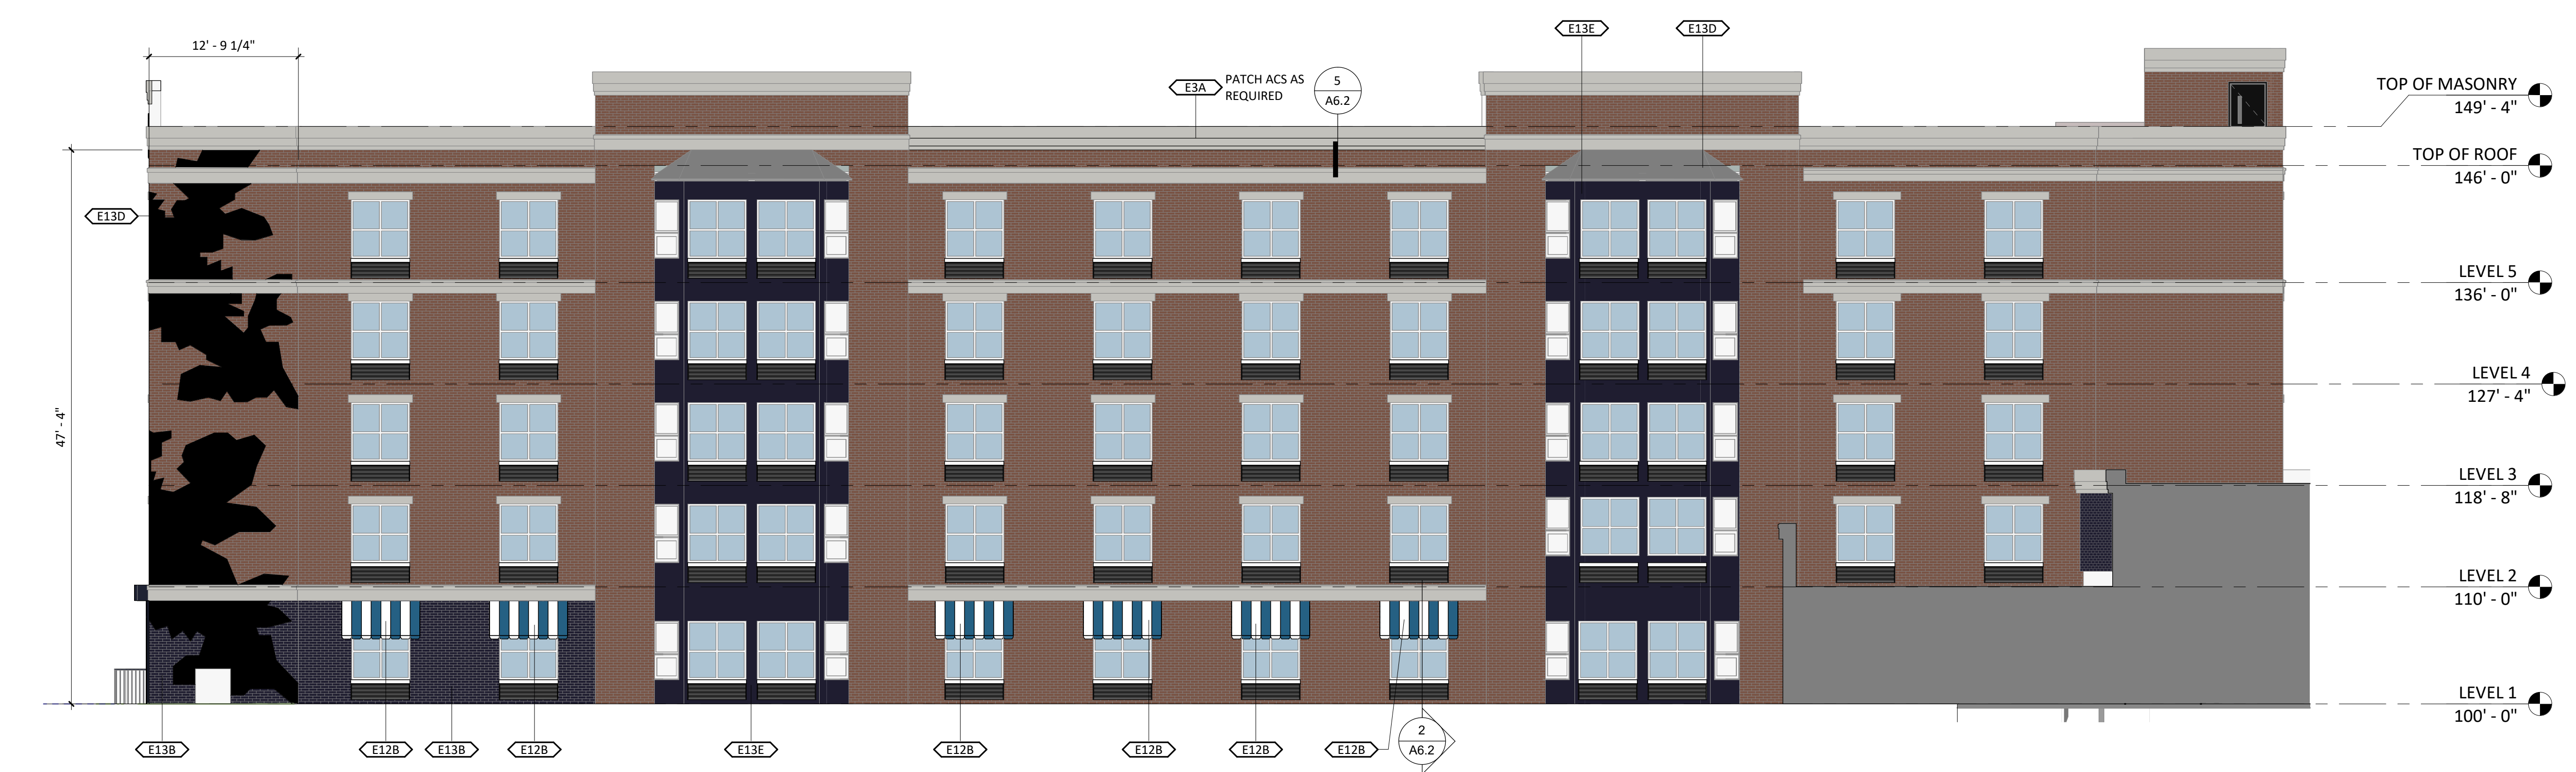 E13E
E13D
12' - 9 1/4"
E3A
PATCH ACS AS
REQUIRED
5
A6.2
TOP OF MASONRY
149' - 4"
TOP OF ROOF
146' - 0"
E13D
LEVEL 5
136' - 0"
LEVEL 4
127' - 4"
47' - 4"
LEVEL 3
118' - 8"
LEVEL 2
110' - 0"
LEVEL 1
100' - 0"
E13B
E12B
E13B
E12B
E13E
E12B
E12B
E12B
E12B
2
A6.2